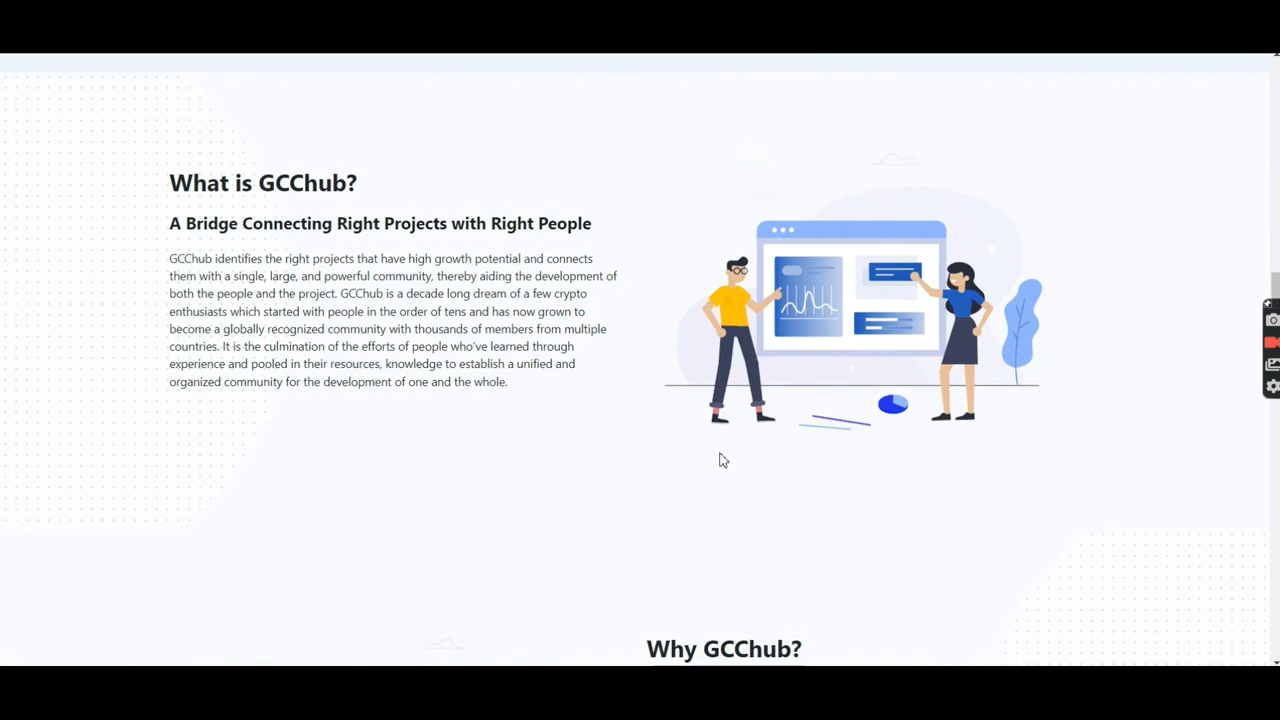 What is GCChub?
A Bridge Connecting Right Projects with Right People
GCChub identifies the right projects that have high growth potential and connects
them with a single, large, and powerful community, thereby aiding the development of
both the people and the project. GCChub is a decade long dream of a few crypto
enthusiasts which started with people in the order of tens and has now grown to
become a globally recognized community with thousands of members from multiple
countries. It is the culmination of the efforts of people who've learned through
experience and pooled in their resources, knowledge to establish a unified and
organized community for the development of one and the whole.
Why GCChub?